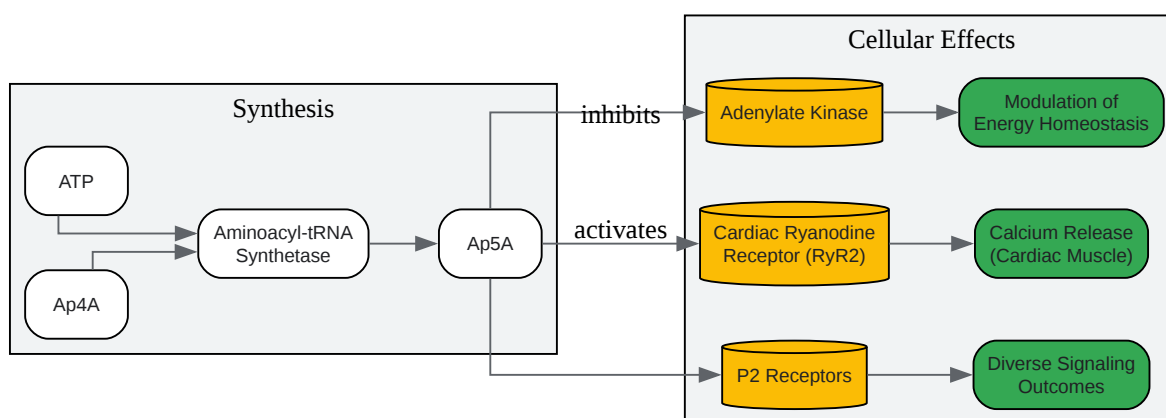 Synthesis
ATP
Ap4A
Aminoacyl-tRNA
Synthetase
Ap5A
inhibits
activates
Cellular Effects
Adenylate Kinase
Modulation of
Energy Homeostasis
Cardiac Ryanodine
Receptor (RyR2)
Calcium Release
(Cardiac Muscle)
P2 Receptors
Diverse Signaling
Outcomes